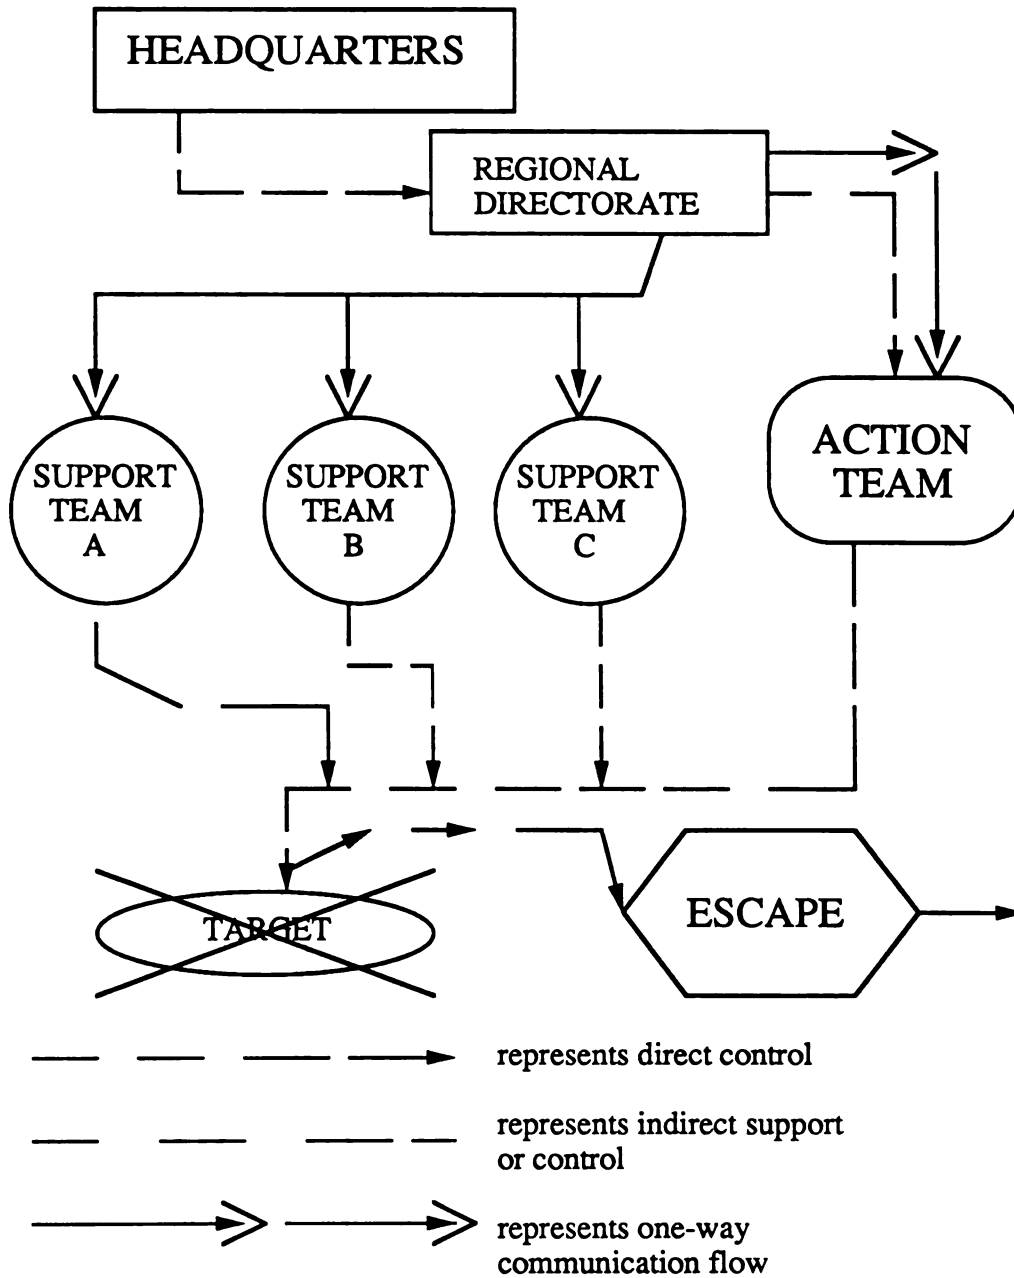 HEADQUARTERS
REGIONAL
DIRECTORATE
SUPPORT
TEAM
A
SUPPORT
TEAM
B
SUPPORT
TEAM
C
ACTION
TEAM
TARGET
ESCAPE
represents direct control
represents indirect support
or control
represents one-way
communication flow